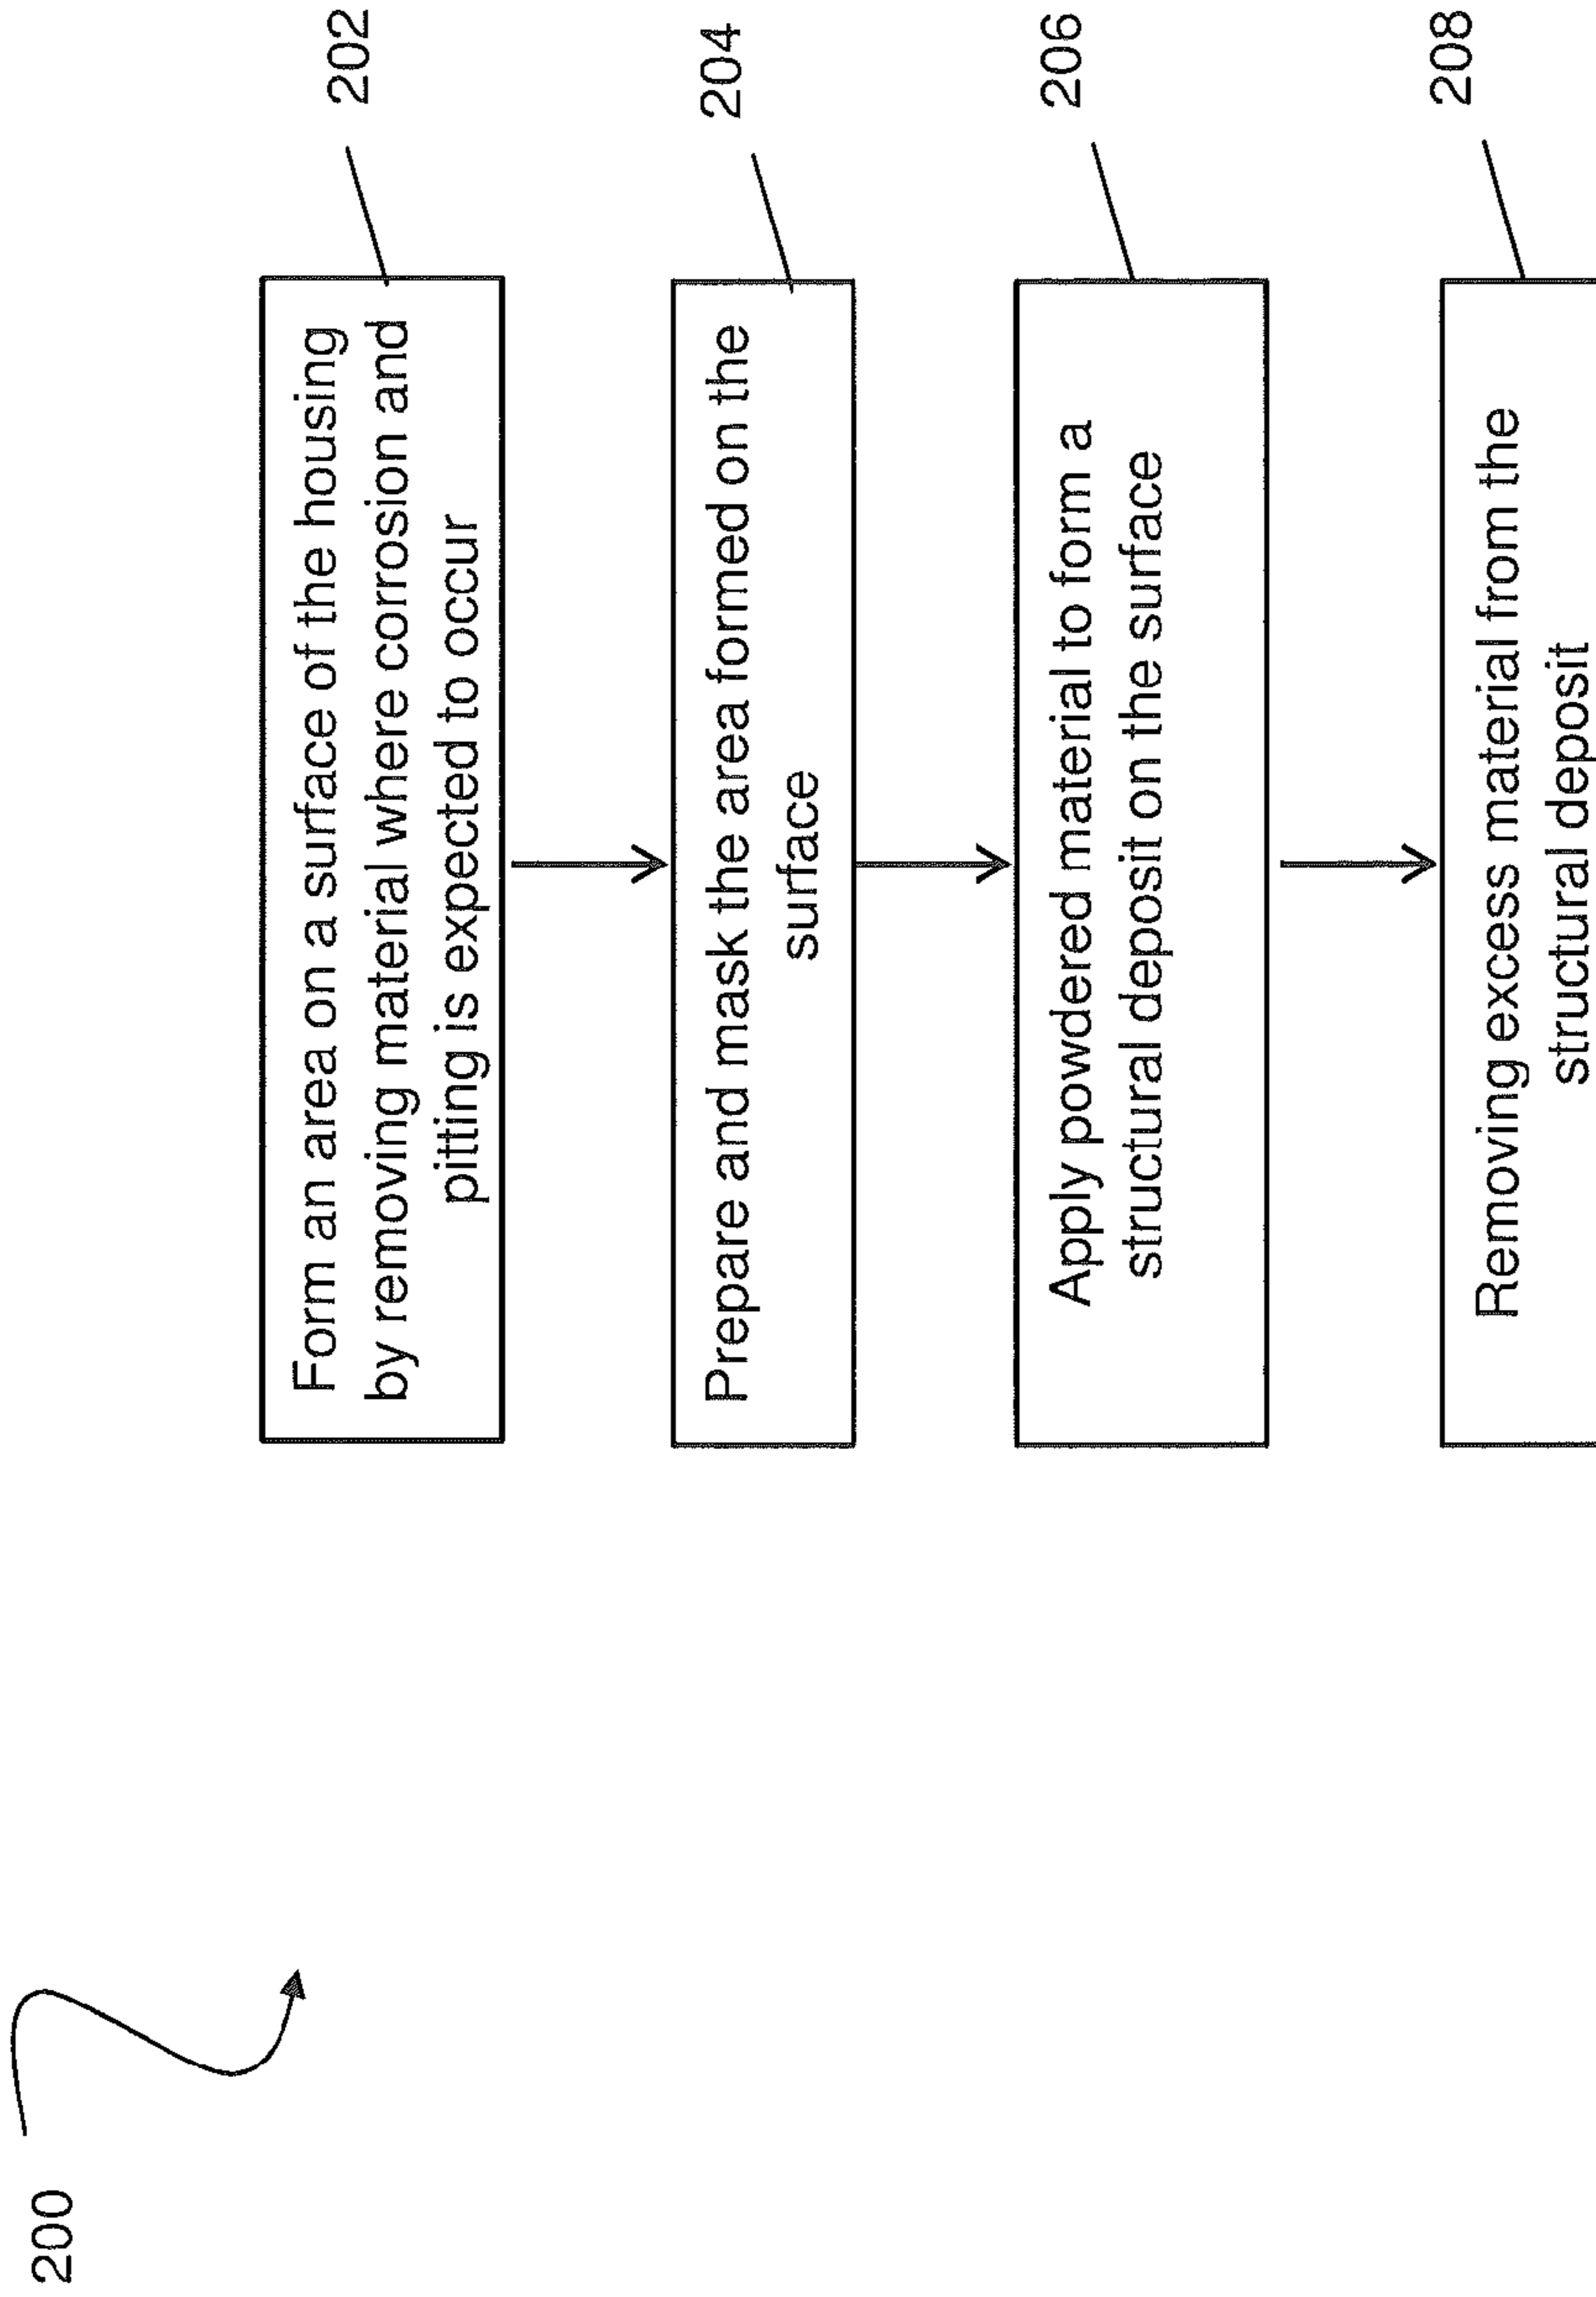 200
Form an area on a surface of the housing
by removing material where corrosion and
pitting is expected to occur
202
Prepare and mask the area formed on the
surface
204
Apply powdered material to form a
structural deposit on the surface
206
Removing excess material from the
structural deposit
208